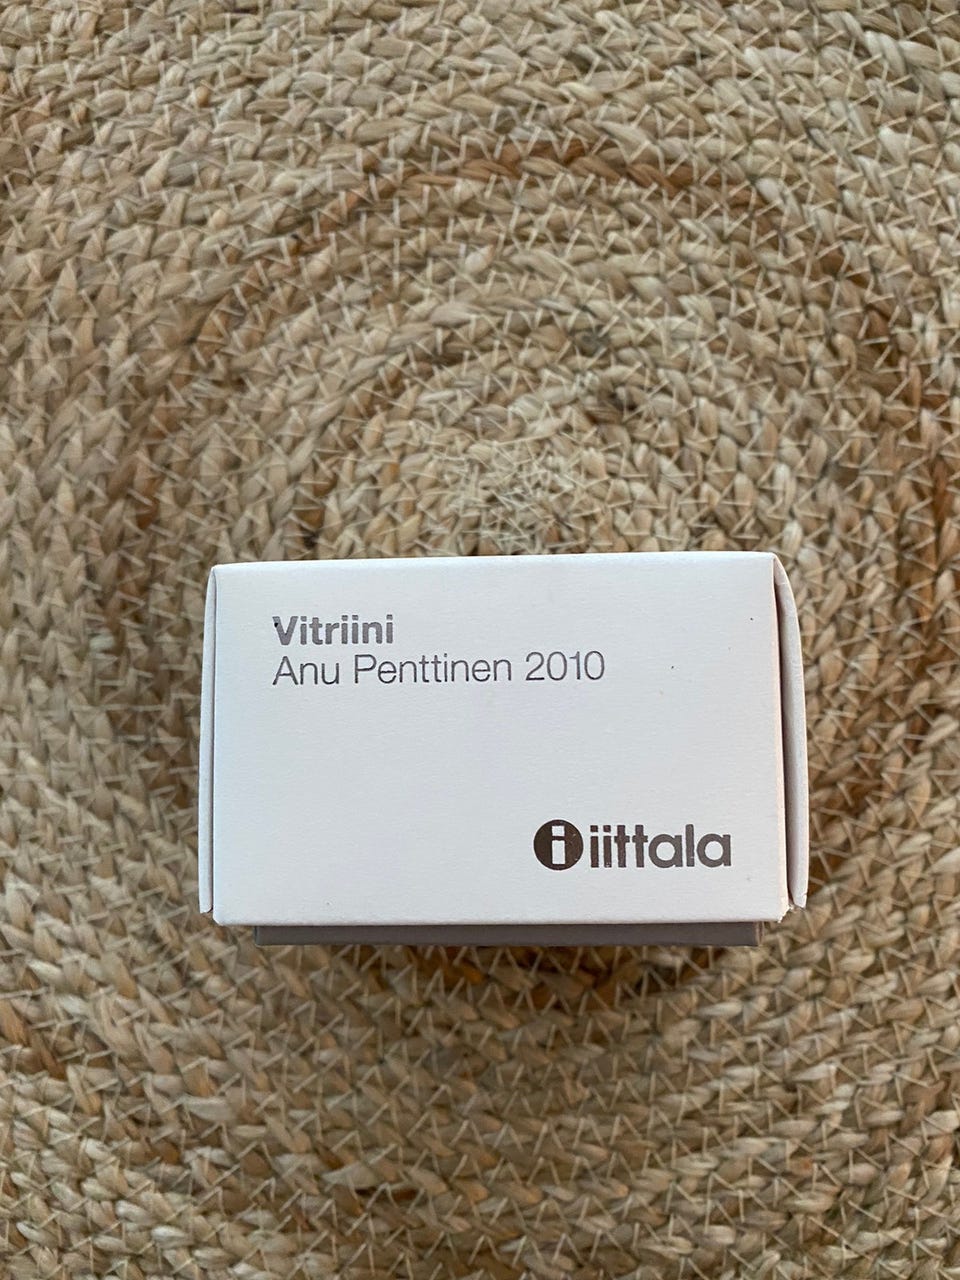 Vitriini
Anu Penttinen 2010
i iittala